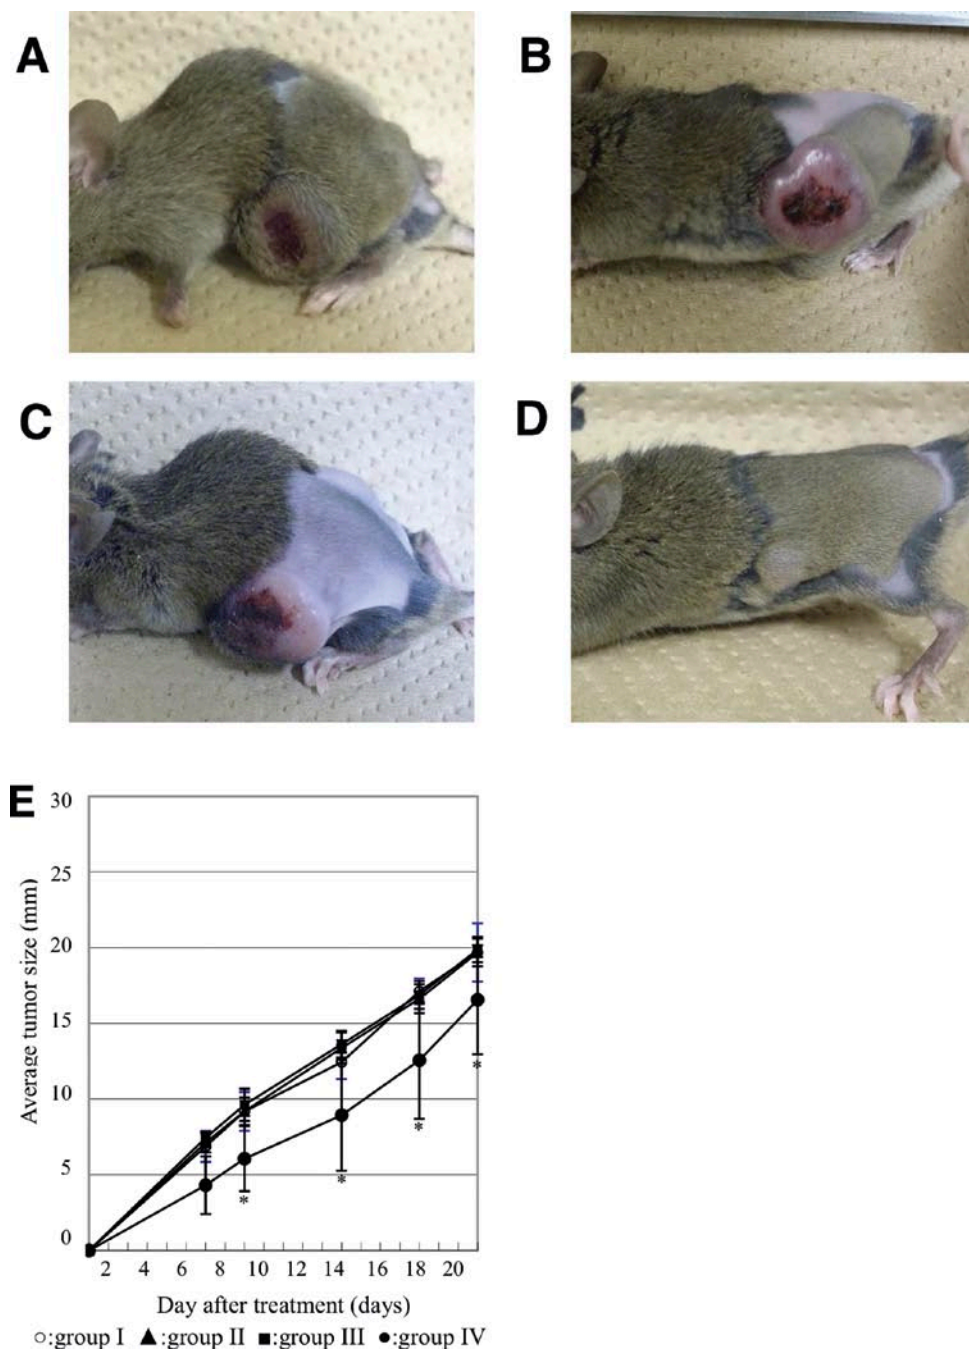 A
B
C
D
E
30
25
20
15
10
5
0
Average tumor size (mm)
*
*
*
*
2 4 6 8 10 12 14 18 20
Day after treatment (days)
○:group I ▲:group II ■:group III ●:group IV